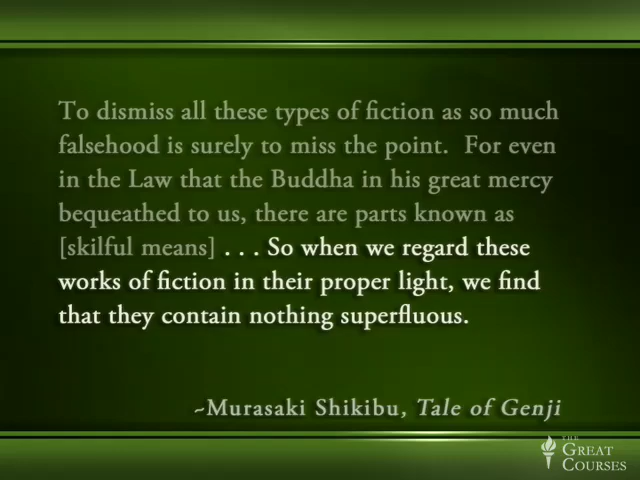 To dismiss all these types of fiction as so much
falsehood is surely to miss the point.  For even
in the Law that the Buddha in his great mercy
bequeathed to us, there are parts known as
[skilful means] . . . So when we regard these
works of fiction in their proper light, we find
that they contain nothing superfluous.
~Murasaki Shikibu, Tale of Genji
THE
GREAT
COURSES